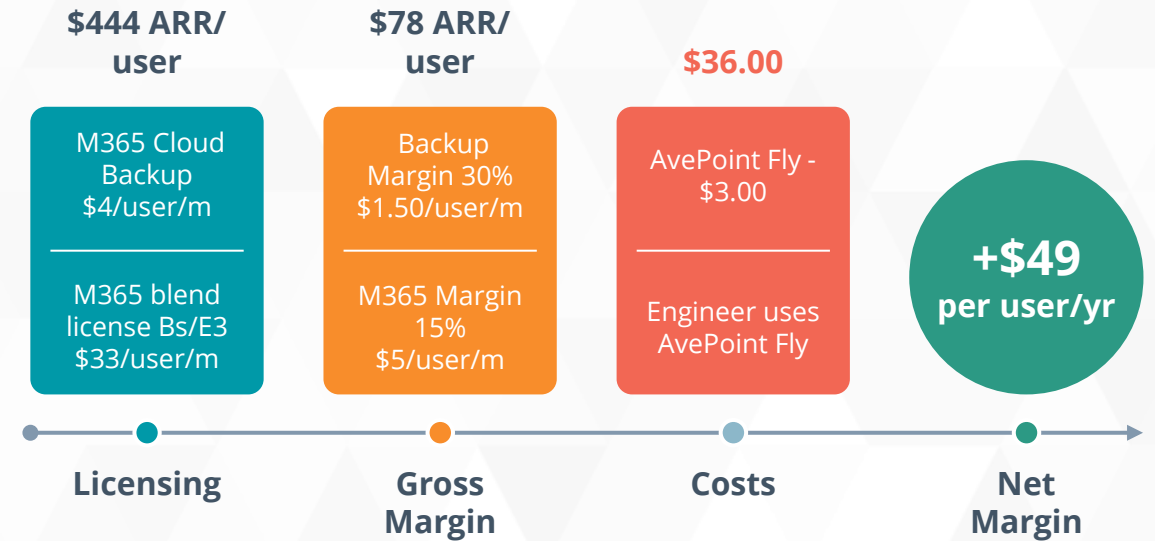 $444 ARR/
user
M365 Cloud
Backup
$4/user/m
M365 blend
license Bs/E3
$33/user/m
Licensing
$78 ARR/
user
Backup
Margin 30%
$1.50/user/m
M365 Margin
15%
$5/user/m
Gross
Margin
$36.00
AvePoint Fly -
$3.00
Engineer uses
AvePoint Fly
Costs
+$49
per user/yr
Net
Margin